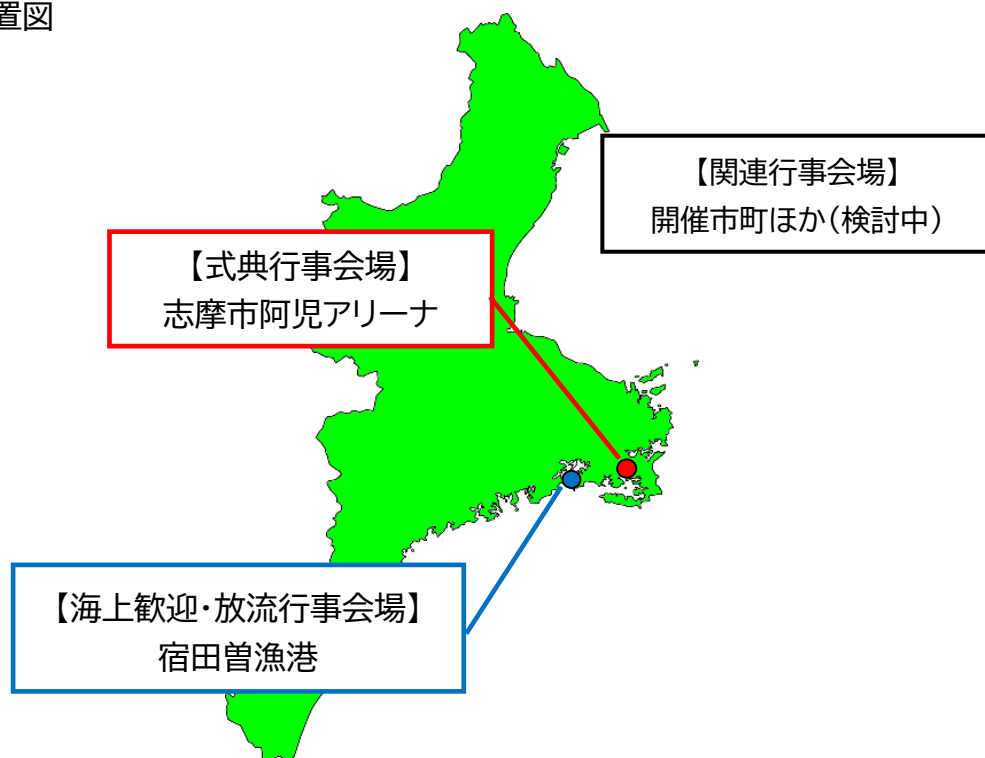 置図
【関連行事会場】
開催市町ほか（検討中）
【式典行事会場】
志摩市阿児アリーナ
【海上歓迎・放流行事会場】
宿田曽漁港